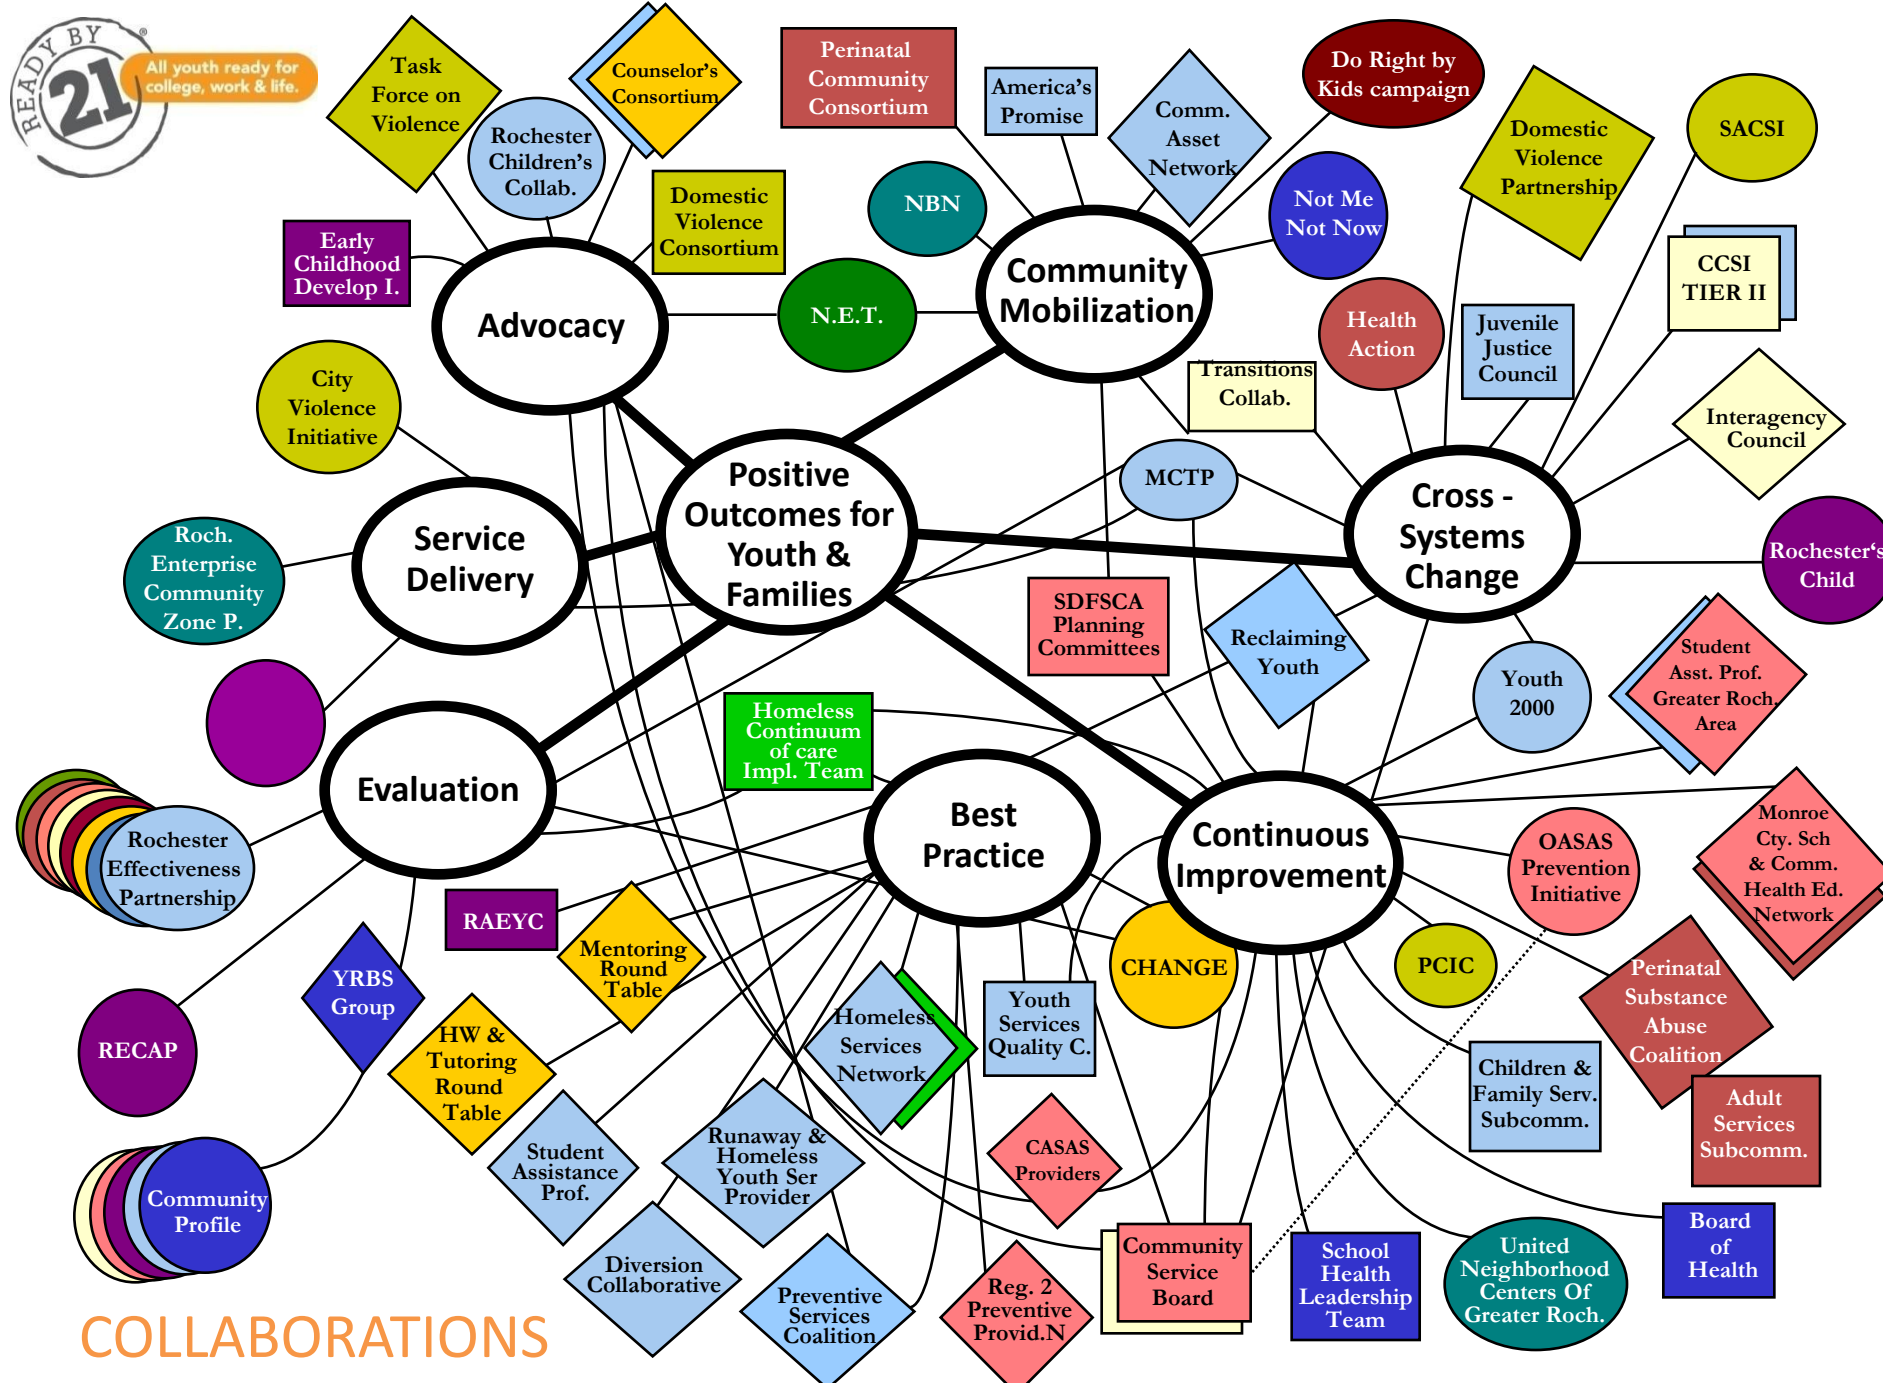 READY BY
21
®
All youth ready for
college, work & life.
Task
Force on
Violence
Rochester
Children's
Collab.
Counselor's
Consortium
Domestic
Violence
Consortium
Early
Childhood
Develop I.
Perinatal
Community
Consortium
America's
Promise
Comm.
Asset
Network
Do Right by
Kids campaign
NBN
Not Me
Not Now
Domestic
Violence
Partnership
SACSI
CCSI
TIER II
Advocacy
N.E.T.
Community
Mobilization
Health
Action
Juvenile
Justice
Council
Transitions
Collab.
Interagency
Council
City
Violence
Initiative
Positive
Outcomes for
Youth &
Families
MCTP
Cross -
Systems
Change
Service
Delivery
Roch.
Enterprise
Community
Zone P.
Rochester's
Child
SDFSCA
Planning
Committees
Reclaiming
Youth
Youth
2000
Student
Asst. Prof.
Greater Roch.
Area
Homeless
Continuum
of care
Impl. Team
Evaluation
Best
Practice
Continuous
Improvement
OASAS
Prevention
Initiative
Monroe
Cty. Sch
& Comm.
Health Ed.
Network
Rochester
Effectiveness
Partnership
RAEYC
Mentoring
Round
Table
CHANGE
PCIC
YRBS
Group
Perinatal
Substance
Abuse
Coalition
RECAP
HW &
Tutoring
Round
Table
Homeless
Services
Network
Youth
Services
Quality C.
Children &
Family Serv.
Subcomm.
Adult
Services
Subcomm.
Student
Assistance
Prof.
Runaway &
Homeless
Youth Ser
Provider
CASAS
Providers
Community
Profile
Diversion
Collaborative
Preventive
Services
Coalition
Reg. 2
Preventive
Provid.N
Community
Service
Board
School
Health
Leadership
Team
United
Neighborhood
Centers Of
Greater Roch.
Board
of
Health
COLLABORATIONS